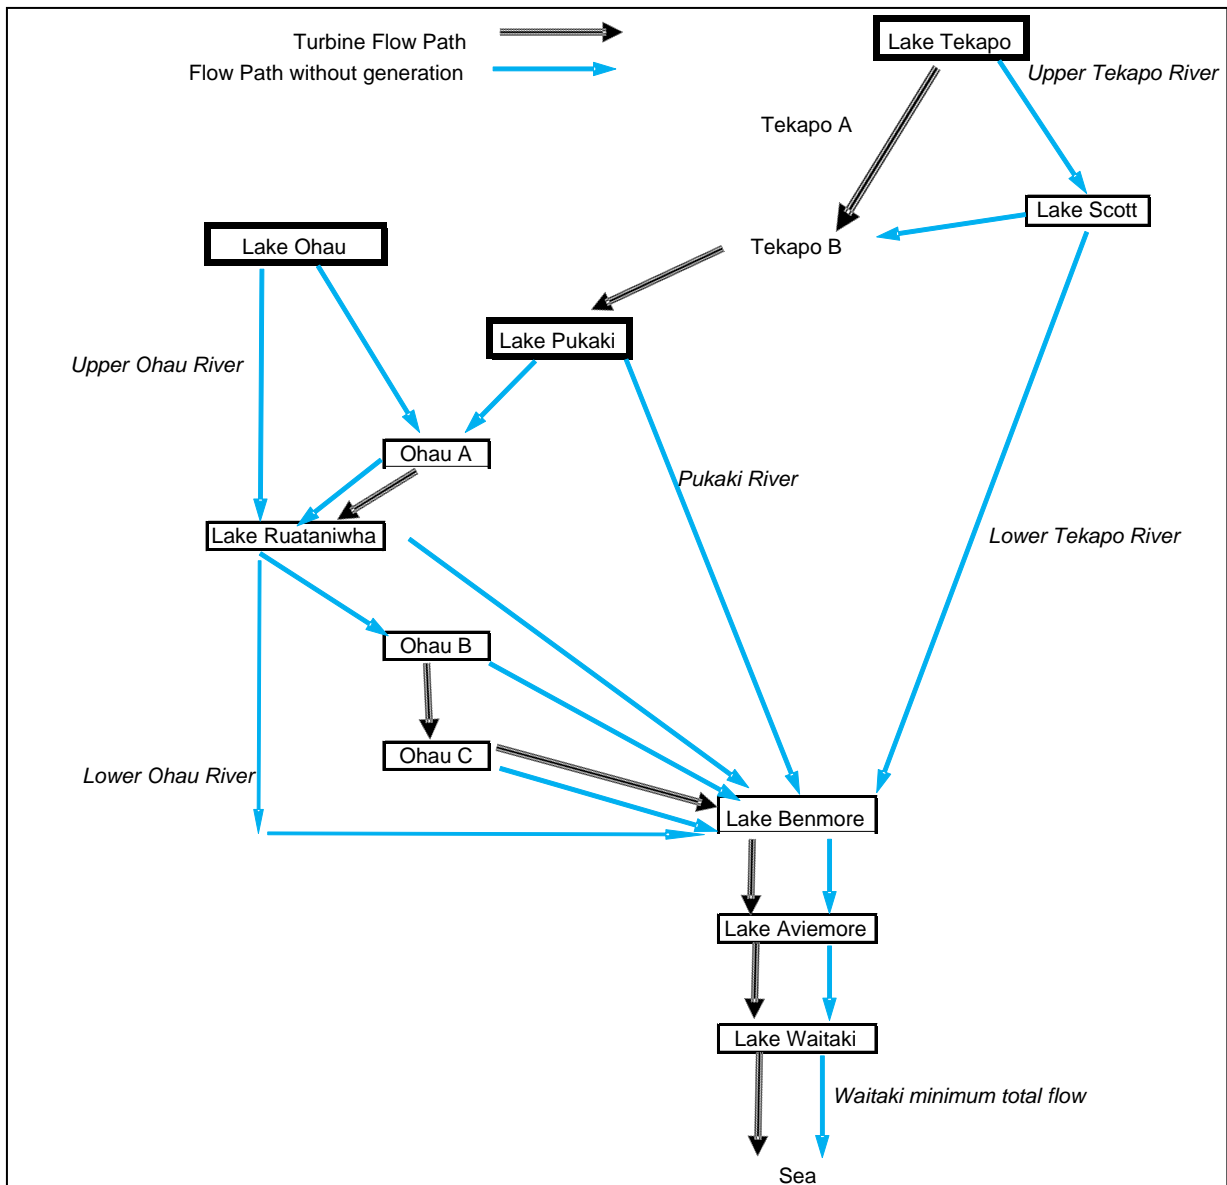 Turbine Flow Path
Flow Path without generation
Lake Tekapo
Upper Tekapo River
Tekapo A
Lake Scott
Lake Ohau
Tekapo B
Lake Pukaki
Upper Ohau River
Ohau A
Pukaki River
Lake Ruataniwha
Lower Tekapo River
Ohau B
Ohau C
Lower Ohau River
Lake Benmore
Lake Aviemore
Lake Waitaki
Waitaki minimum total flow
Sea